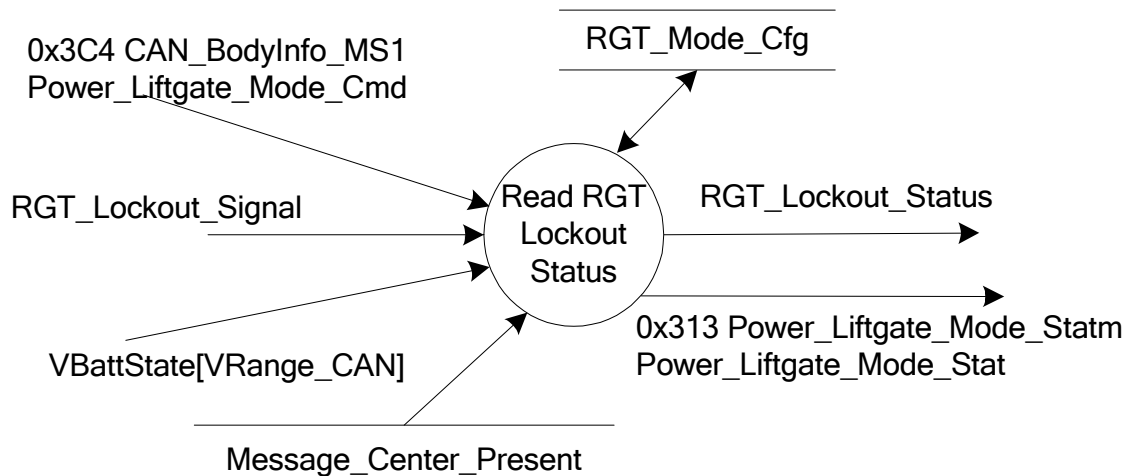 0x3C4 CAN_BodyInfo_MS1
Power_Liftgate_Mode_Cmd
RGT_Mode_Cfg
RGT_Lockout_Signal
Read RGT
Lockout
Status
RGT_Lockout_Status
0x313 Power_Liftgate_Mode_Statm
Power_Liftgate_Mode_Stat
VBattState[VRange_CAN]
Message_Center_Present